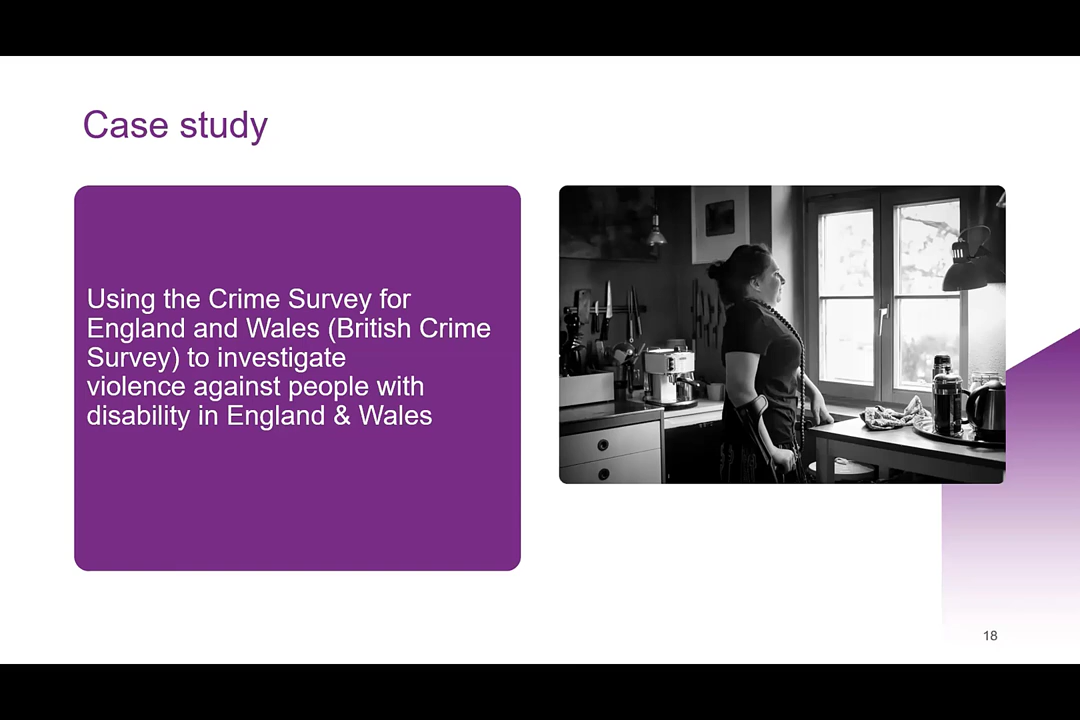 Case study
Using the Crime Survey for
England and Wales (British Crime
Survey) to investigate
violence against people with
disability in England & Wales
18